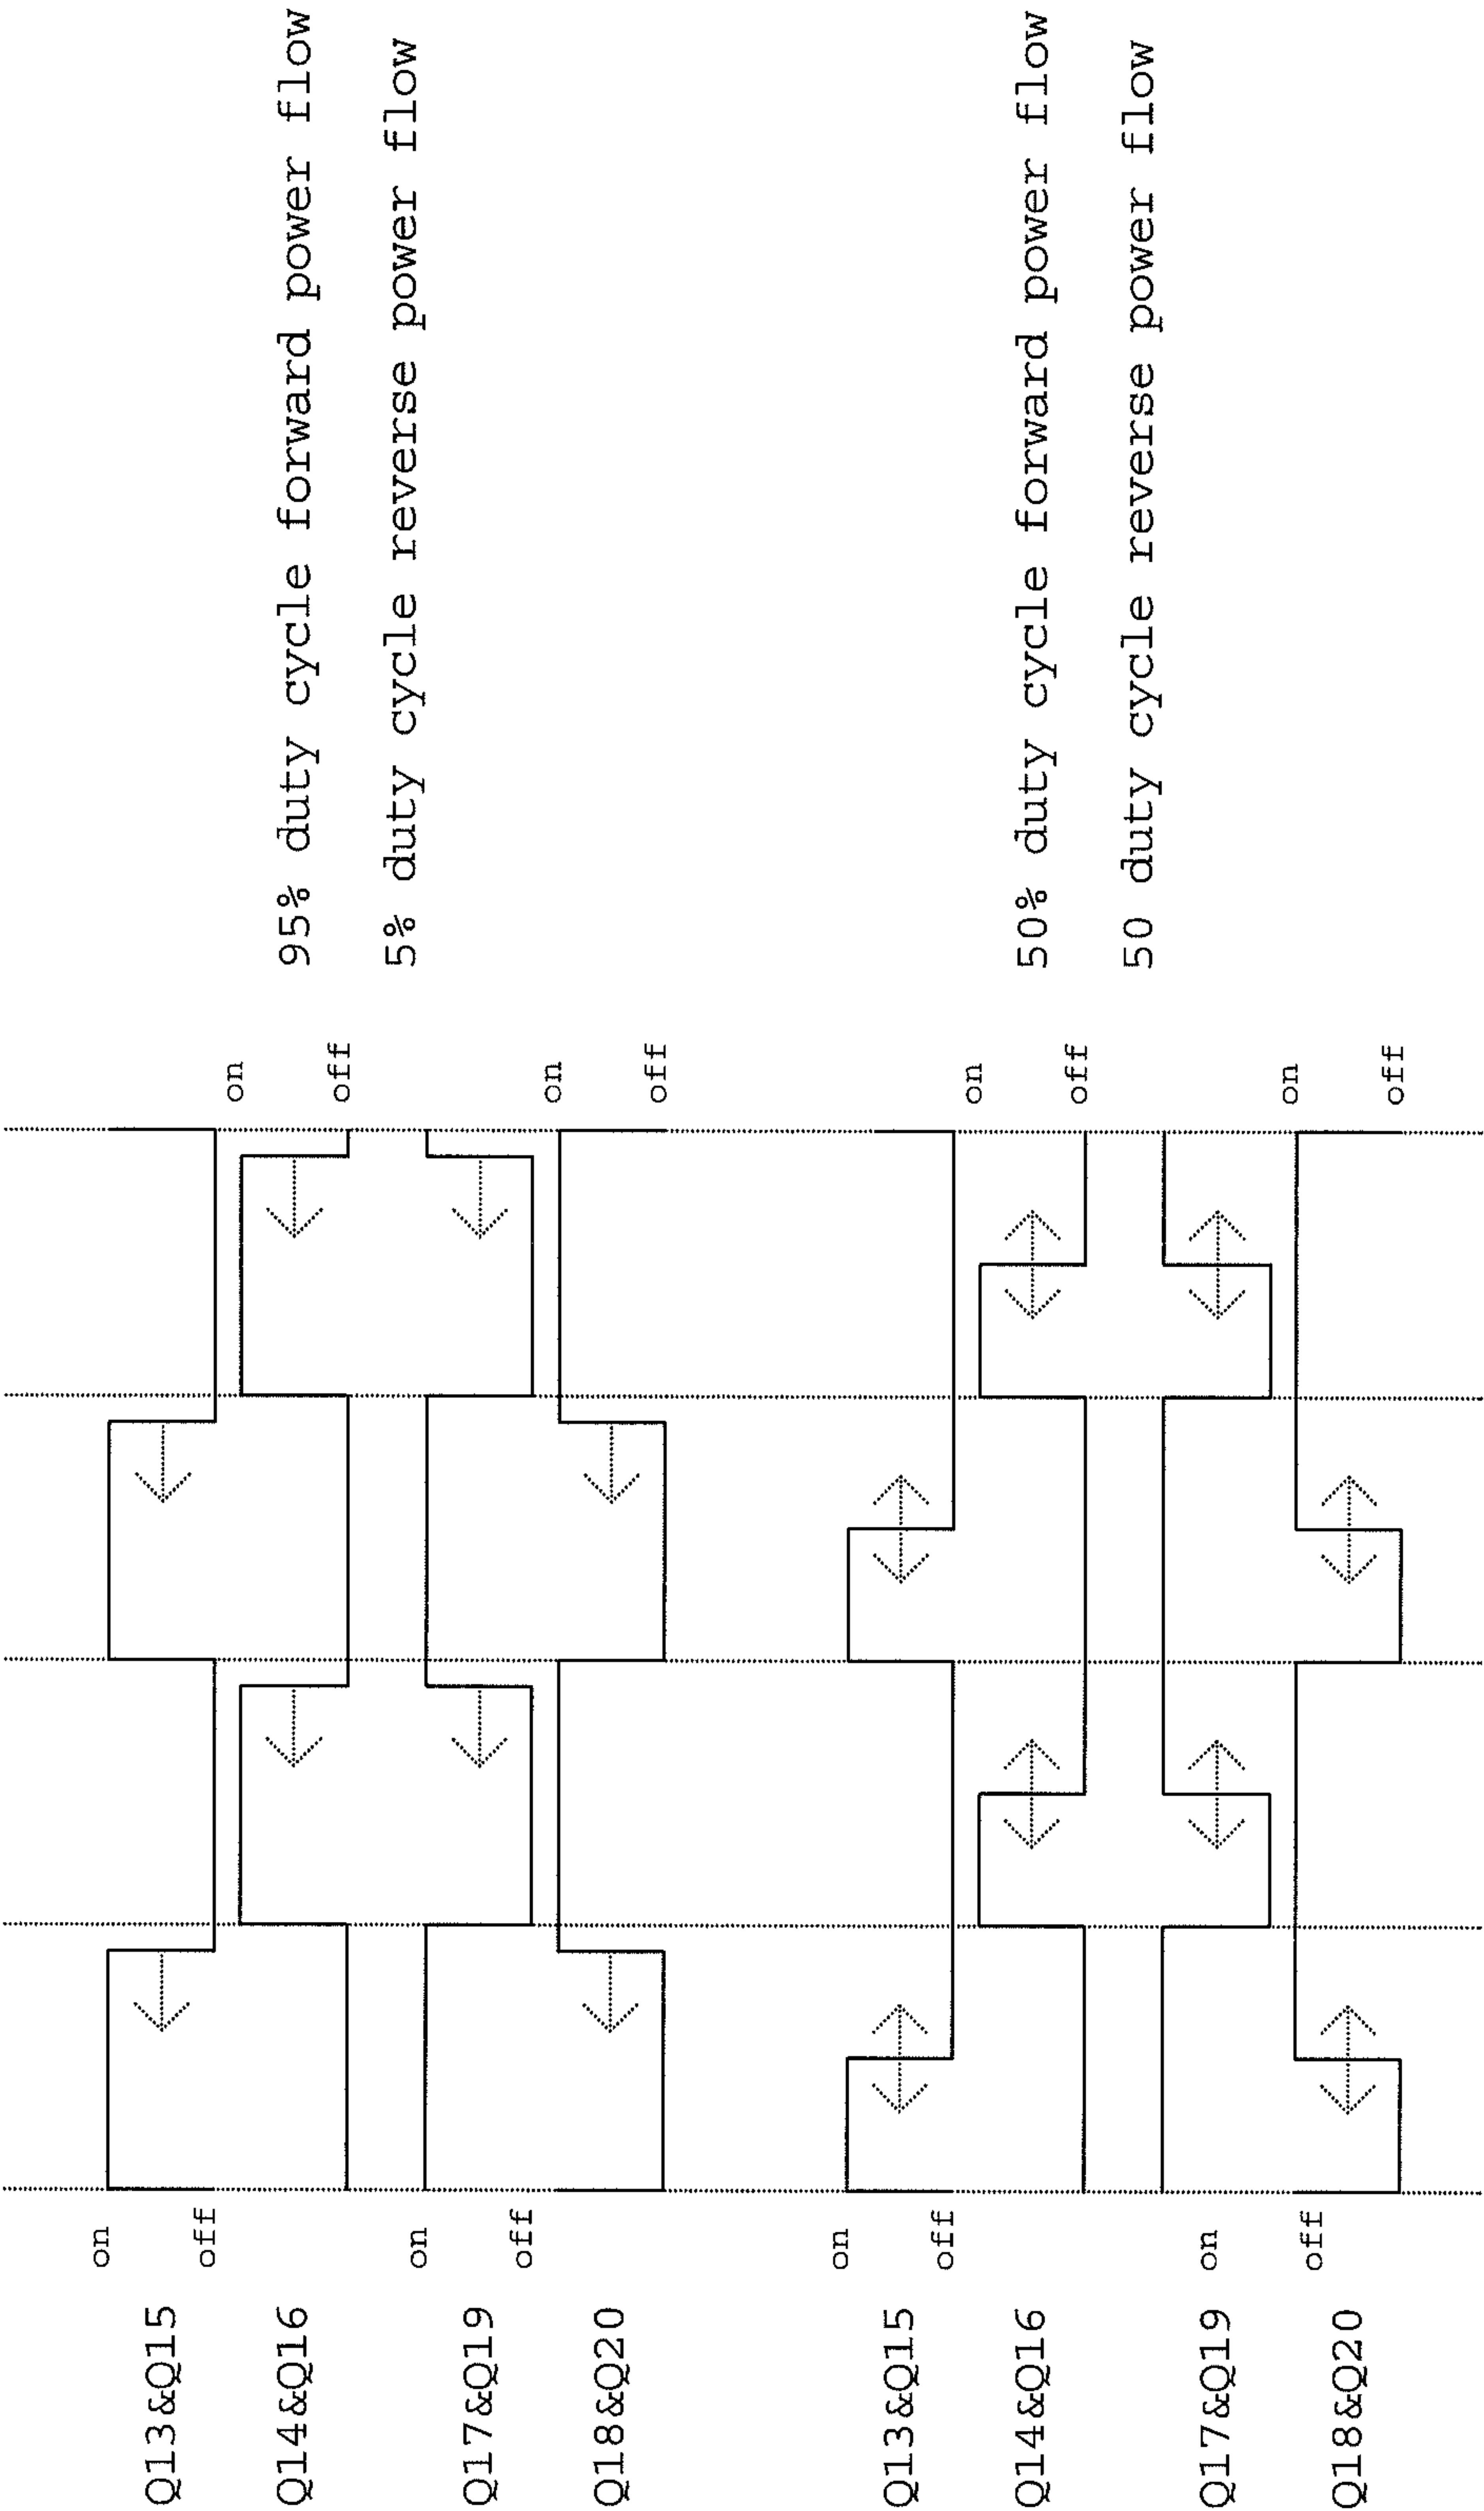 Q13&Q15
on
off
Q14&Q16
on
off
95% duty cycle forward power flow
5% duty cycle reverse power flow
Q17&Q19
on
off
Q18&Q20
on
off
Q13&Q15
on
off
Q14&Q16
on
off
50% duty cycle forward power flow
50 duty cycle reverse power flow
Q17&Q19
on
off
Q18&Q20
on
off